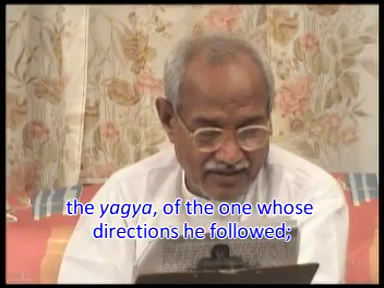 the yagya, of the one whose
directions he followed;